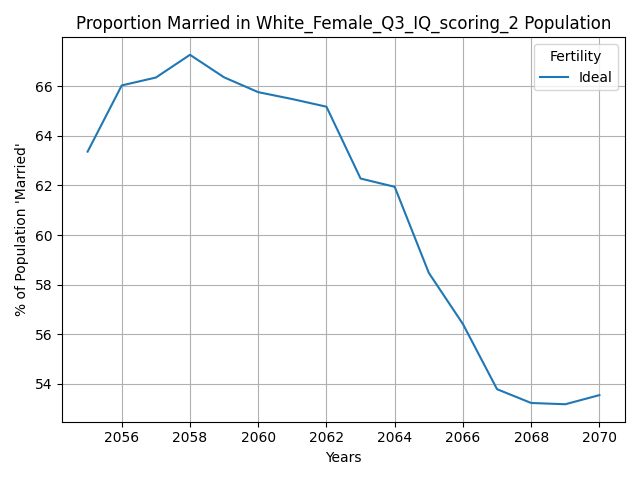 Proportion Married in White_Female_Q3_IQ_scoring_2 Population
Fertility
Ideal
% of Population 'Married'
66
64
62
60
58
56
54
2056 2058 2060 2062 2064 2066 2068 2070
Years